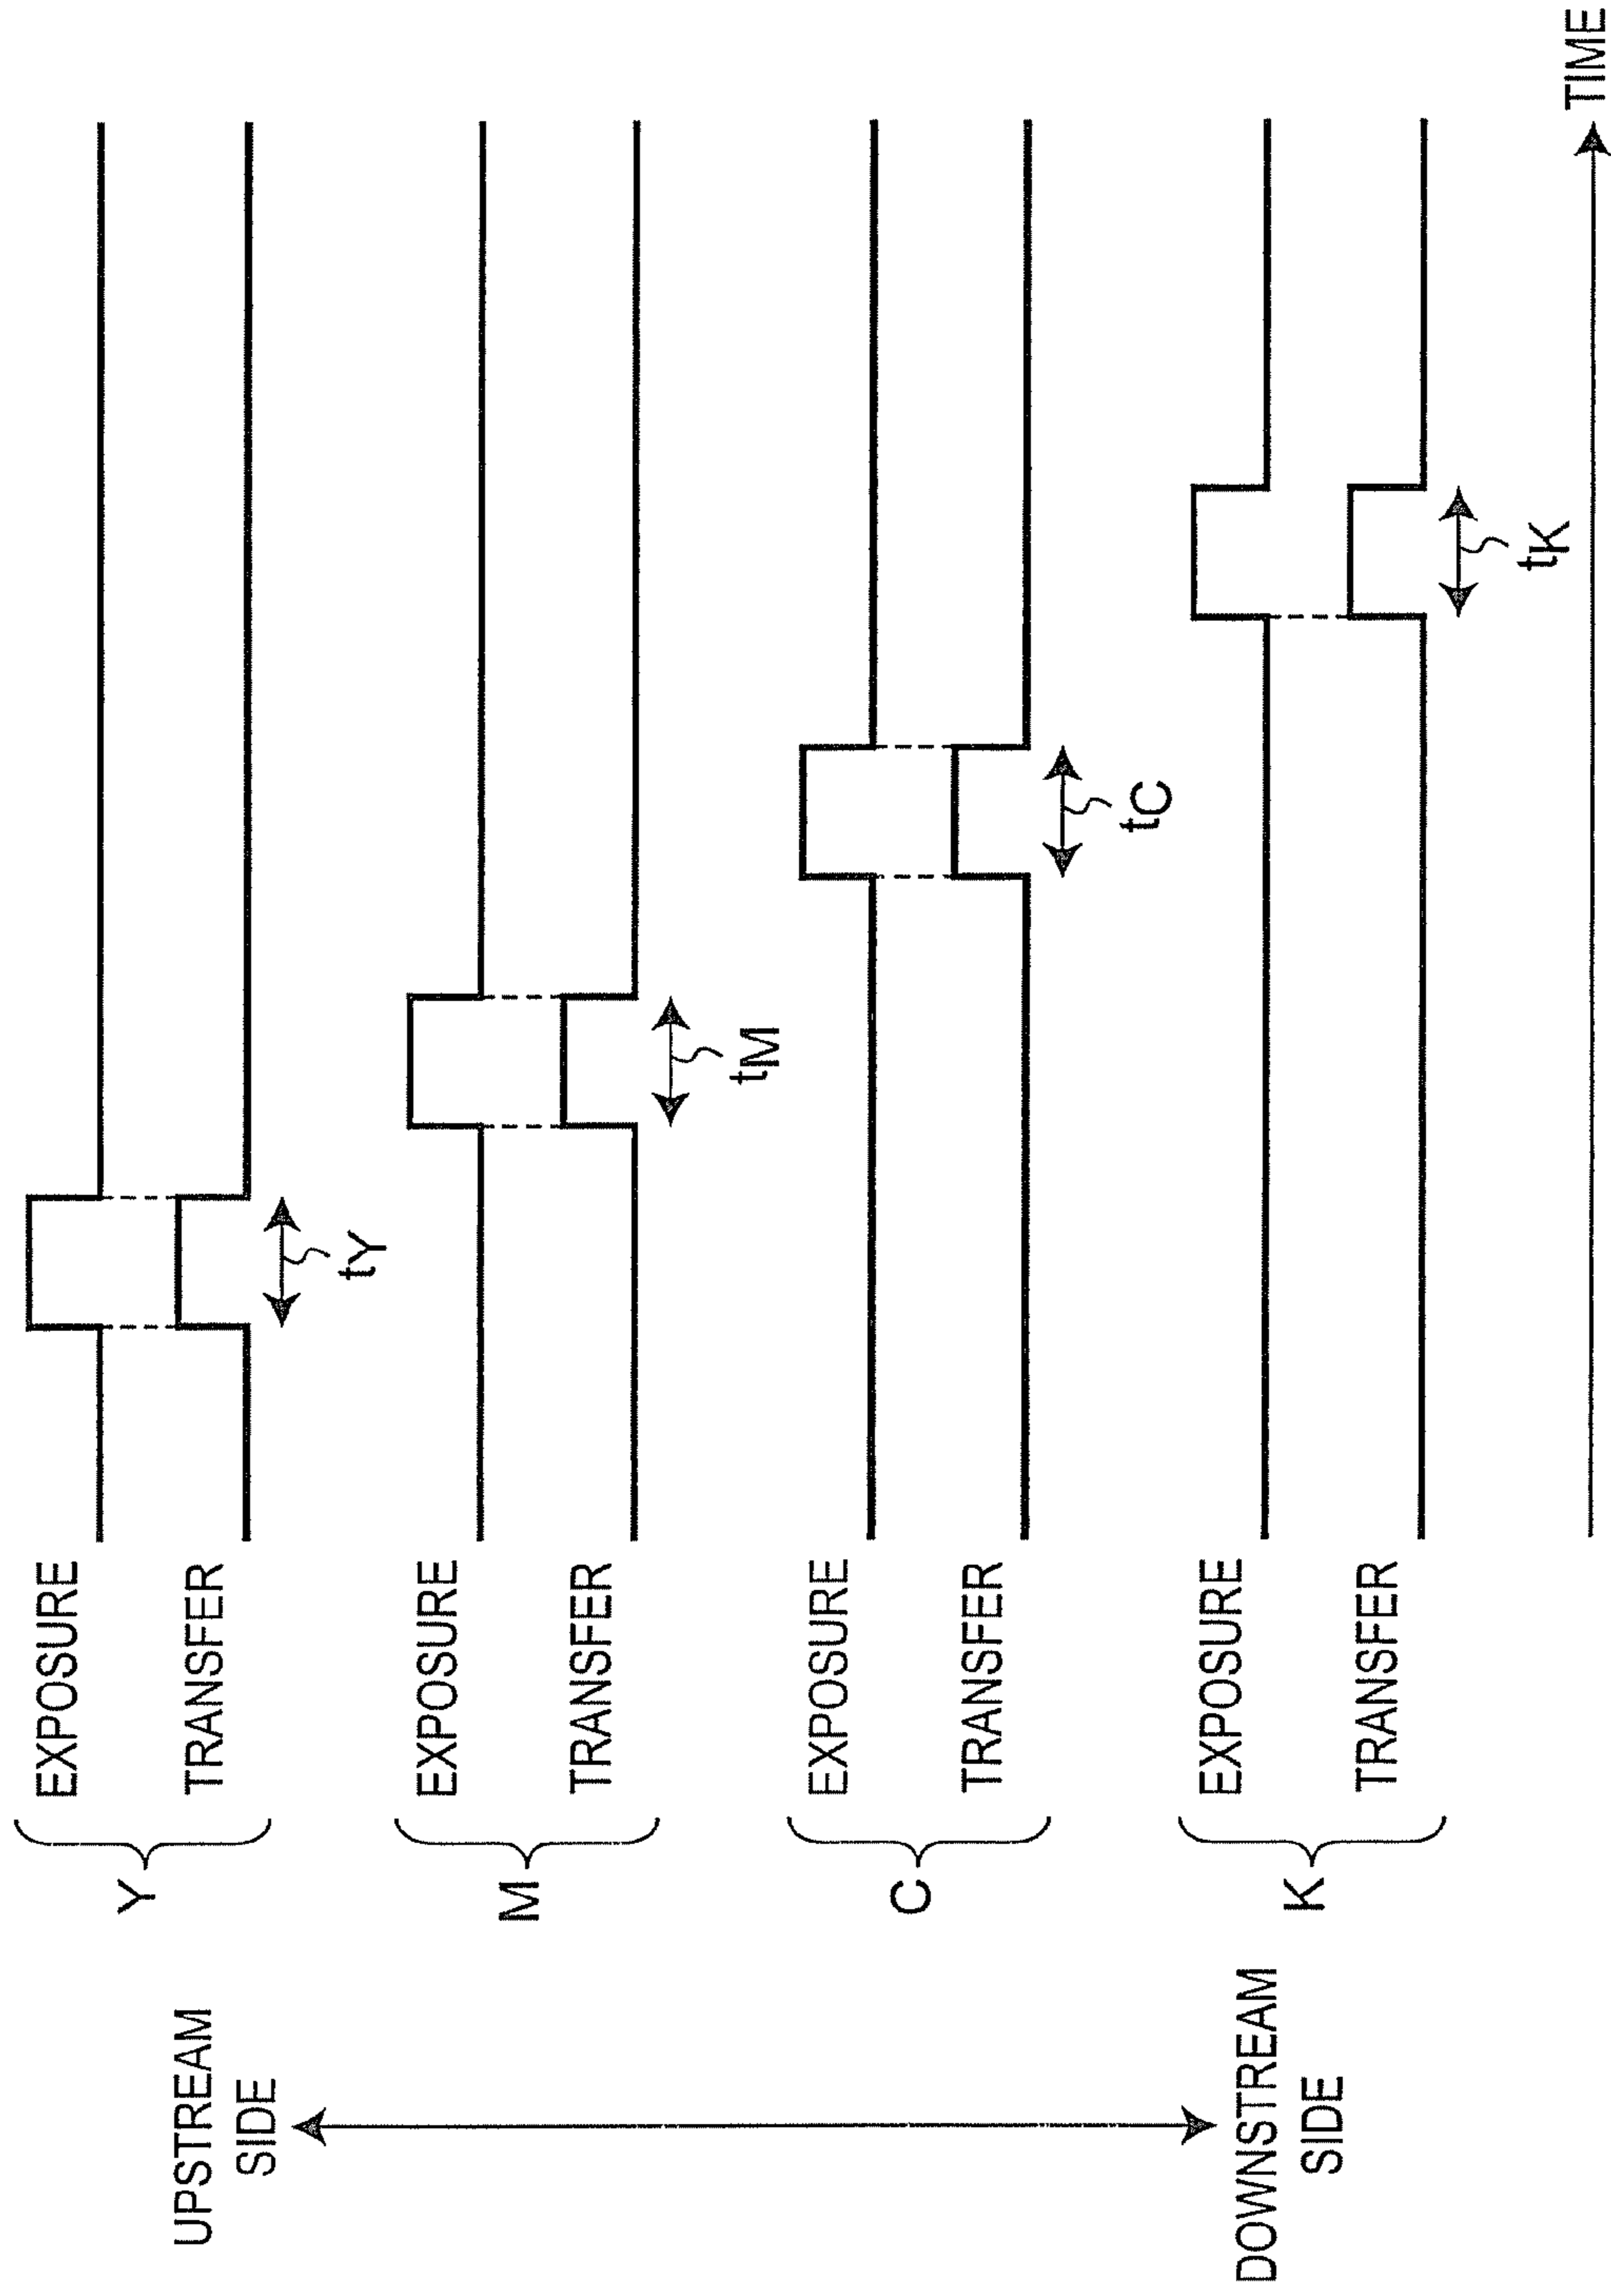 UPSTREAM
SIDE
DOWNSTREAM
SIDE
Y
EXPOSURE
TRANSFER
tY
M
EXPOSURE
TRANSFER
tM
C
EXPOSURE
TRANSFER
tC
K
EXPOSURE
TRANSFER
tK
TIME